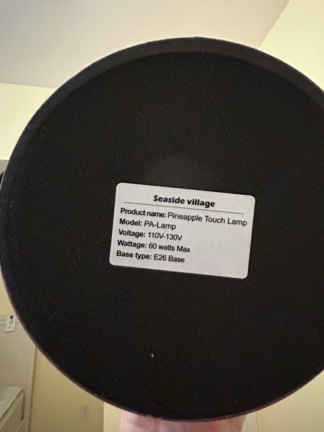 Seaside village
Product name: Pineapple Touch Lamp
Model: PA-Lamp
Voltage: 110V-130V
Wattage: 60 watts Max
Base type: E26 Base